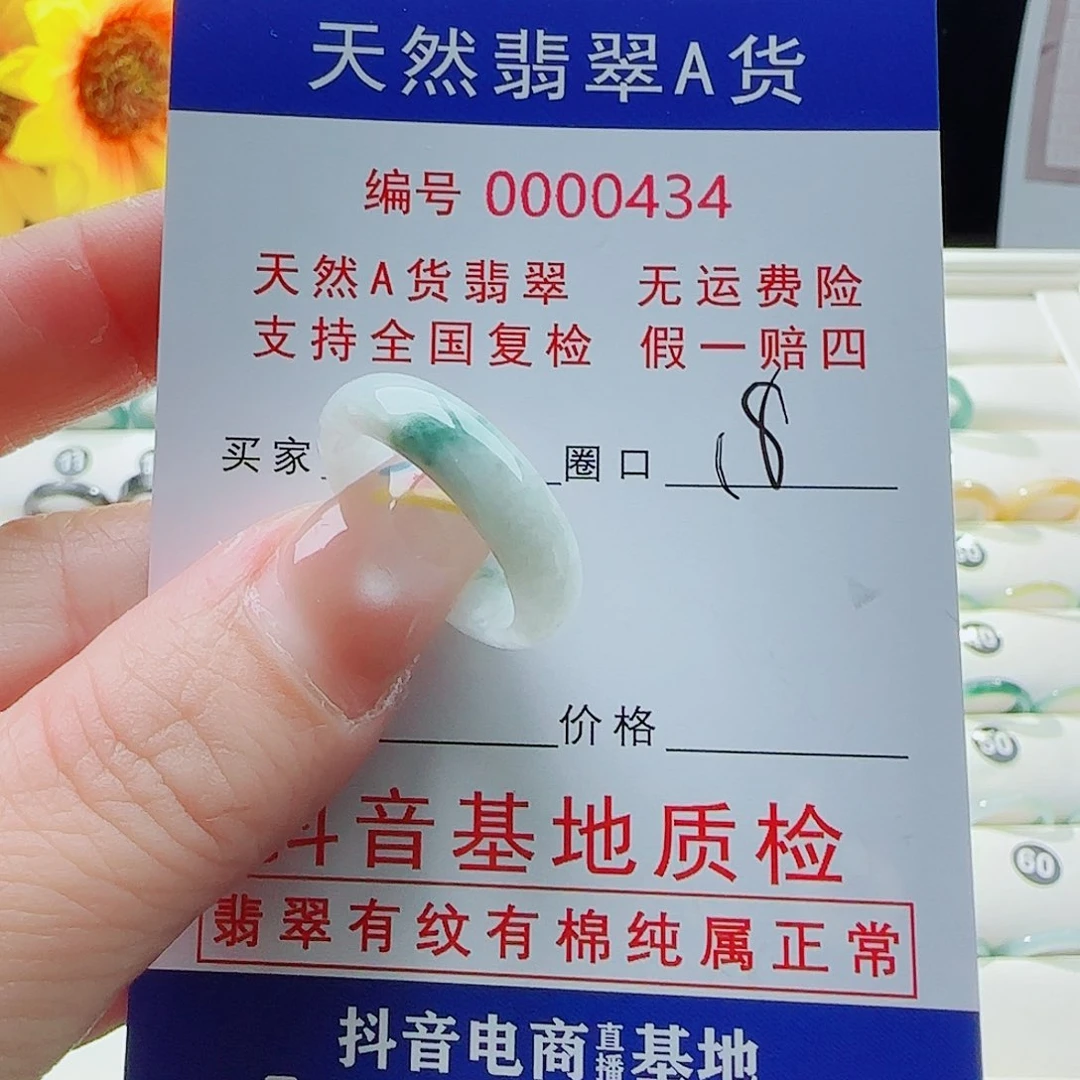 天然翡翠A货
编号 0000434
天然A货翡翠 无运费险
支持全国复检 假一赔四
买家 圈口 18
价格
抖音基地质检
翡翠有纹有棉纯属正常
抖音电商直播基地
50
60